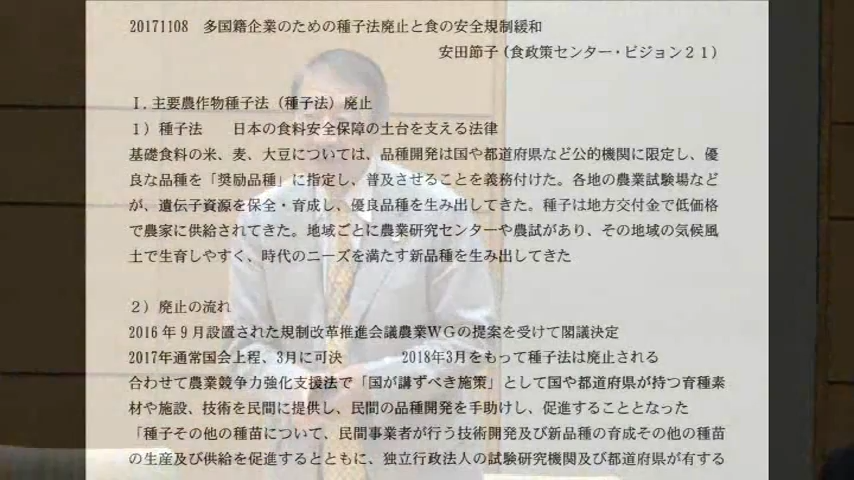 20171108 多国籍企業のための種子法廃止と食の安全規制緩和
安田節子(食政策センター・ビジョン21)
Ⅰ.主要農作物種子法(種子法)廃止
1)種子法 日本の食料安全保障の土台を支える法律
基礎食料の米、麦、大豆については、品種開発は国や都道府県など公的機関に限定し、優
良な品種を「奨励品種」に指定し、普及させることを義務付けた。各地の農業試験場など
が、遺伝子資源を保全・育成し、優良品種を生み出してきた。種子は地方交付金で低価格
で農家に供給されてきた。地域ごとに農業研究センターや農試があり、その地域の気候風
土で生育しやすく、時代のニーズを満たす新品種を生み出してきた
2)廃止の流れ
2016年9月設置された規制改革推進会議農業WGの提案を受けて閣議決定
2017年通常国会上程、3月に可決 2018年3月をもって種子法は廃止される
合わせて農業競争力強化支援法で「国が講ずべき施策」として国や都道府県が持つ育種素
材や施設、技術を民間に提供し、民間の品種開発を手助けし、促進することとなった
「種子その他の種苗について、民間事業者が行う技術開発及び新品種の育成その他の種苗
の生産及び供給を促進するとともに、独立行政法人の試験研究機関及び都道府県が有する